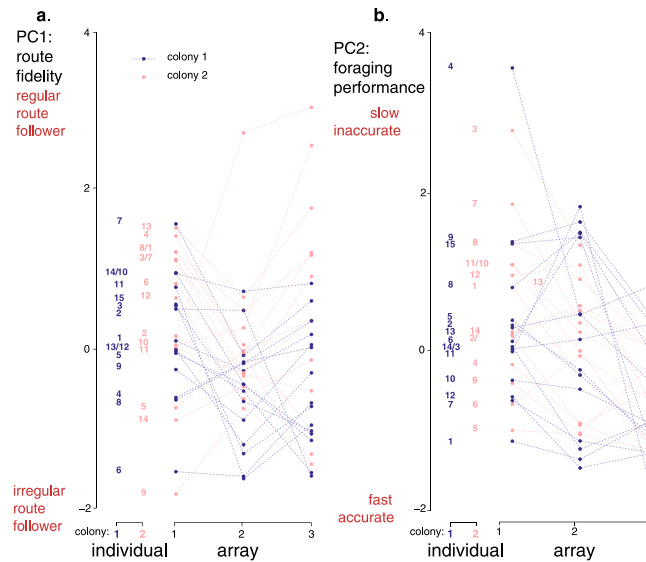 a.
PC1:
route
fidelity
regular
route
follower
irregular
route
follower
colony 1
colony 2
4
2
0
−2
7
14/10
11
15
3
2
1
13/12
5
9
4
8
6
13
4
8/1
3/7
6
12
2
10
11
5
14
9
colony:
1
2
1
2
3
individual
array
b.
PC2:
foraging
performance
slow
inaccurate
fast
accurate
4
2
0
−2
4
9
15
8
5
2
13
6
14/3
11
10
12
7
1
3
7
8
11/10
12
1
13
14
2/
4
9
6
5
colony:
1
2
1
2
individual
array